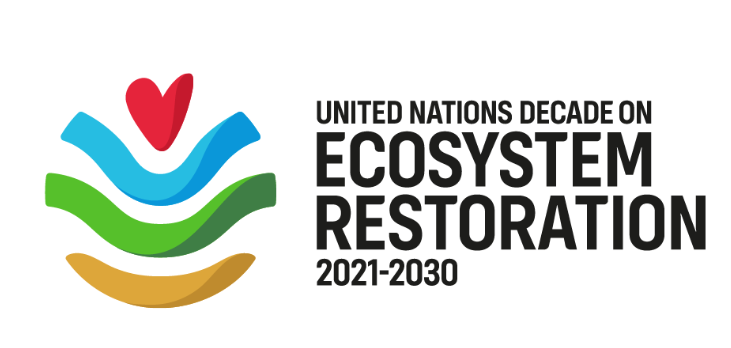 UNITED NATIONS DECADE ON
ECOSYSTEM
RESTORATION
2021-2030